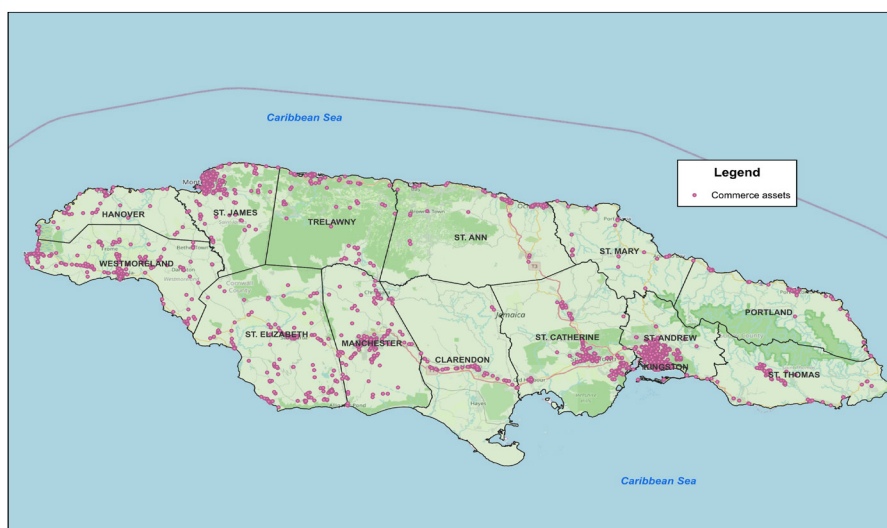 Caribbean Sea
Legend
Commerce assets
HANOVER
ST. JAMES
TRELAWNY
ST. ANN
ST. MARY
WESTMORELAND
ST. ELIZABETH
MANCHESTER
CLARENDON
Jamaica
ST. CATHERINE
ST. ANDREW
KINGSTON
PORTLAND
ST. THOMAS
Hayes
Caribbean Sea